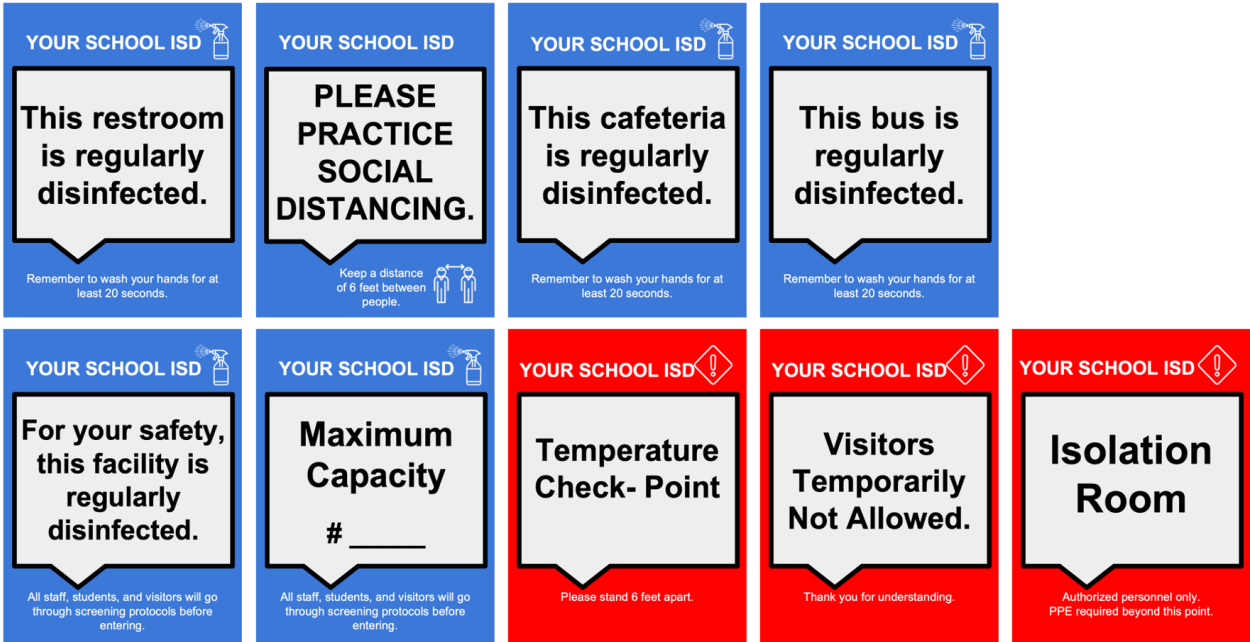 YOUR SCHOOL ISD
This restroom
is regularly
disinfected.
Remember to wash your hands for at
least 20 seconds.
YOUR SCHOOL ISD
PLEASE
PRACTICE
SOCIAL
DISTANCING.
Keep a distance
of 6 feet between
people.
YOUR SCHOOL ISD
This cafeteria
is regularly
disinfected.
Remember to wash your hands for at
least 20 seconds.
YOUR SCHOOL ISD
This bus is
regularly
disinfected.
Remember to wash your hands for at
least 20 seconds.
YOUR SCHOOL ISD
For your safety,
this facility is
regularly
disinfected.
All staff, students, and visitors will go
through screening protocols before
entering.
YOUR SCHOOL ISD
Maximum
Capacity
# _____
All staff, students, and visitors will go
through screening protocols before
entering.
YOUR SCHOOL ISD
Temperature
Check- Point
Please stand 6 feet apart.
YOUR SCHOOL ISD
Visitors
Temporarily
Not Allowed.
Thank you for understanding.
YOUR SCHOOL ISD
Isolation
Room
Authorized personnel only.
PPE required beyond this point.